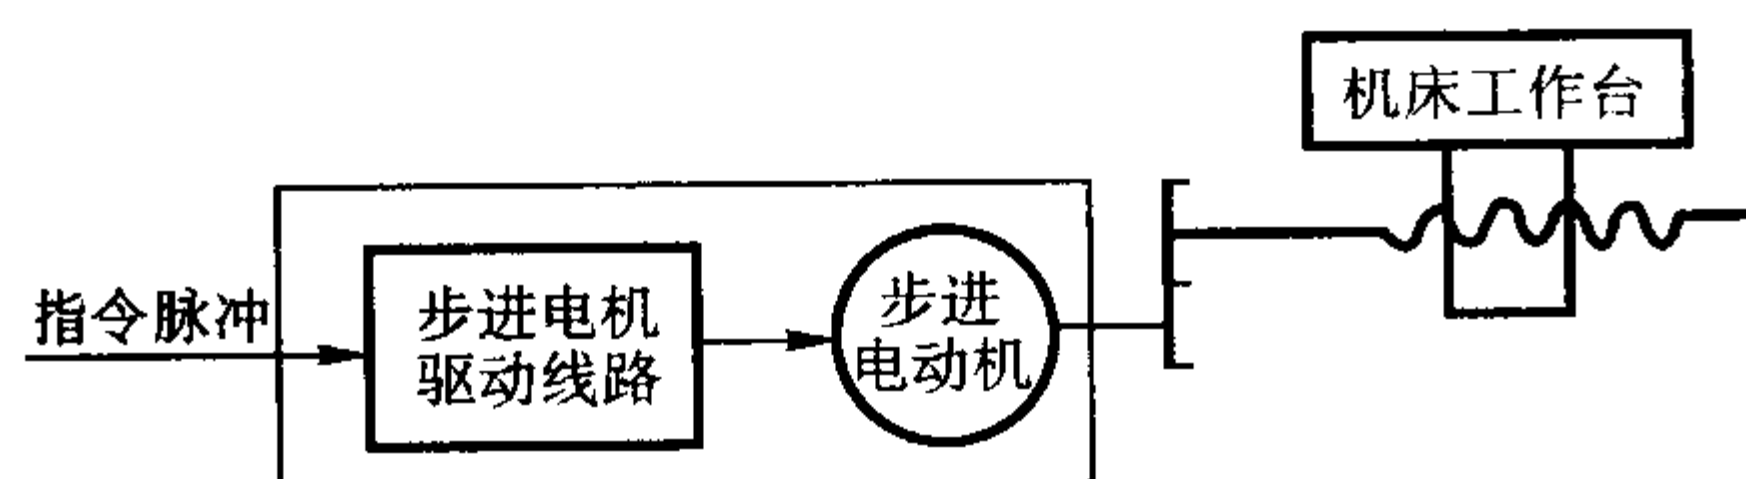 机床工作台
指令脉冲
步进电机
驱动线路
步进
电动机